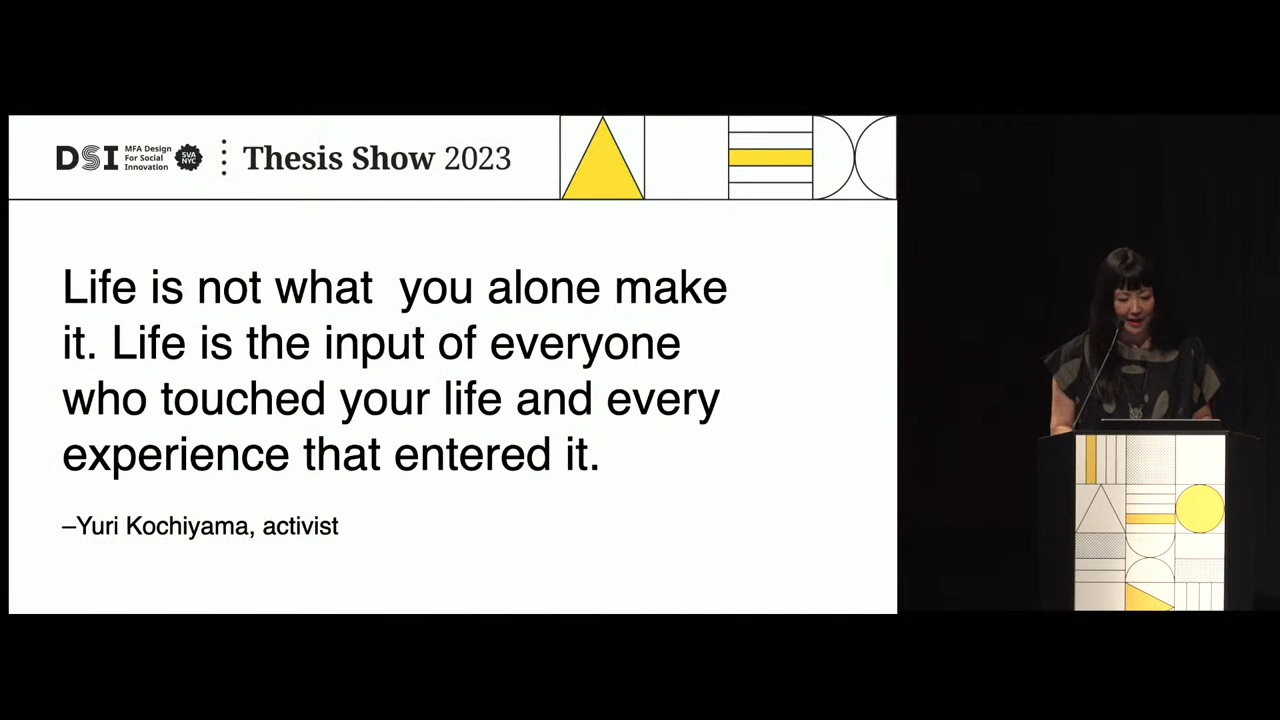 DSI
MFA Design
For Social
Innovation
SVA
NYC
Thesis Show 2023
Life is not what  you alone make
it. Life is the input of everyone
who touched your life and every
experience that entered it.
–Yuri Kochiyama, activist